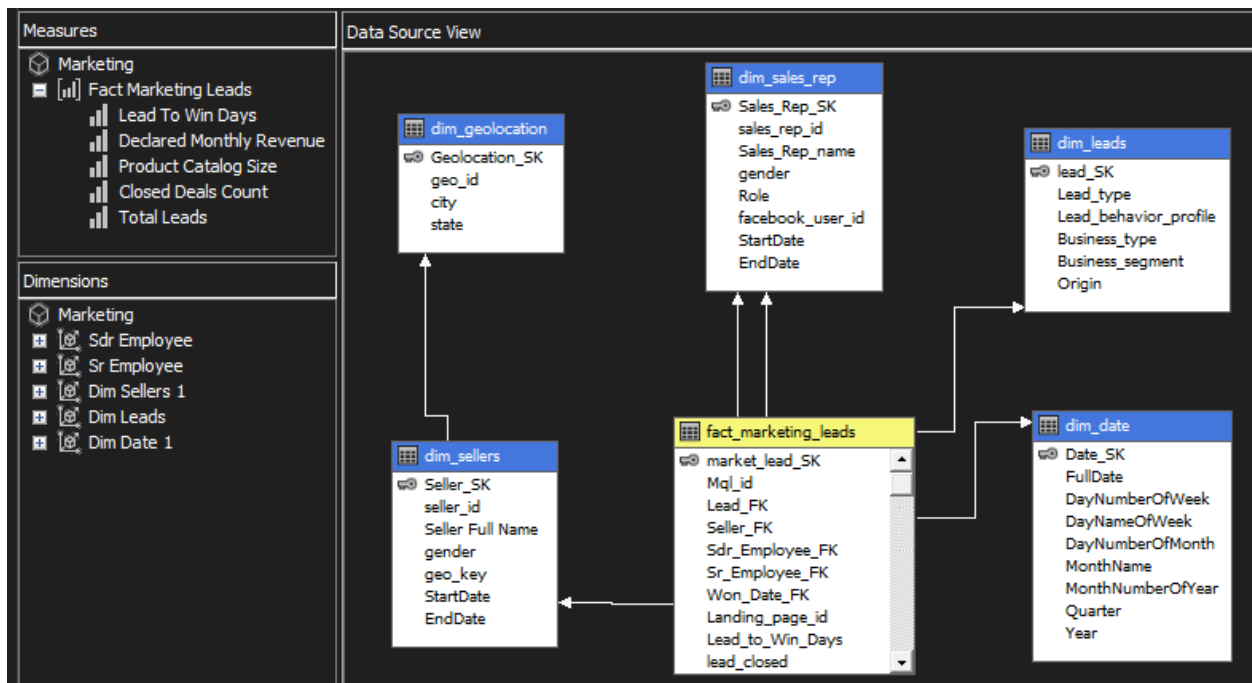 Measures
Marketing
Fact Marketing Leads
Lead To Win Days
Declared Monthly Revenue
Product Catalog Size
Closed Deals Count
Total Leads
Dimensions
Marketing
Sdr Employee
Sr Employee
Dim Sellers 1
Dim Leads
Dim Date 1
Data Source View
dim_geolocation
Geolocation_SK
geo_id
city
state
dim_sales_rep
Sales_Rep_SK
sales_rep_id
Sales_Rep_name
gender
Role
facebook_user_id
StartDate
EndDate
dim_leads
lead_SK
Lead_type
Lead_behavior_profile
Business_type
Business_segment
Origin
dim_sellers
Seller_SK
seller_id
Seller Full Name
gender
geo_key
StartDate
EndDate
fact_marketing_leads
market_lead_SK
Mql_id
Lead_FK
Seller_FK
Sdr_Employee_FK
Sr_Employee_FK
Won_Date_FK
Landing_page_id
Lead_to_Win_Days
lead_closed
dim_date
Date_SK
FullDate
DayNumberOfWeek
DayNameOfWeek
DayNumberOfMonth
MonthName
MonthNumberOfYear
Quarter
Year